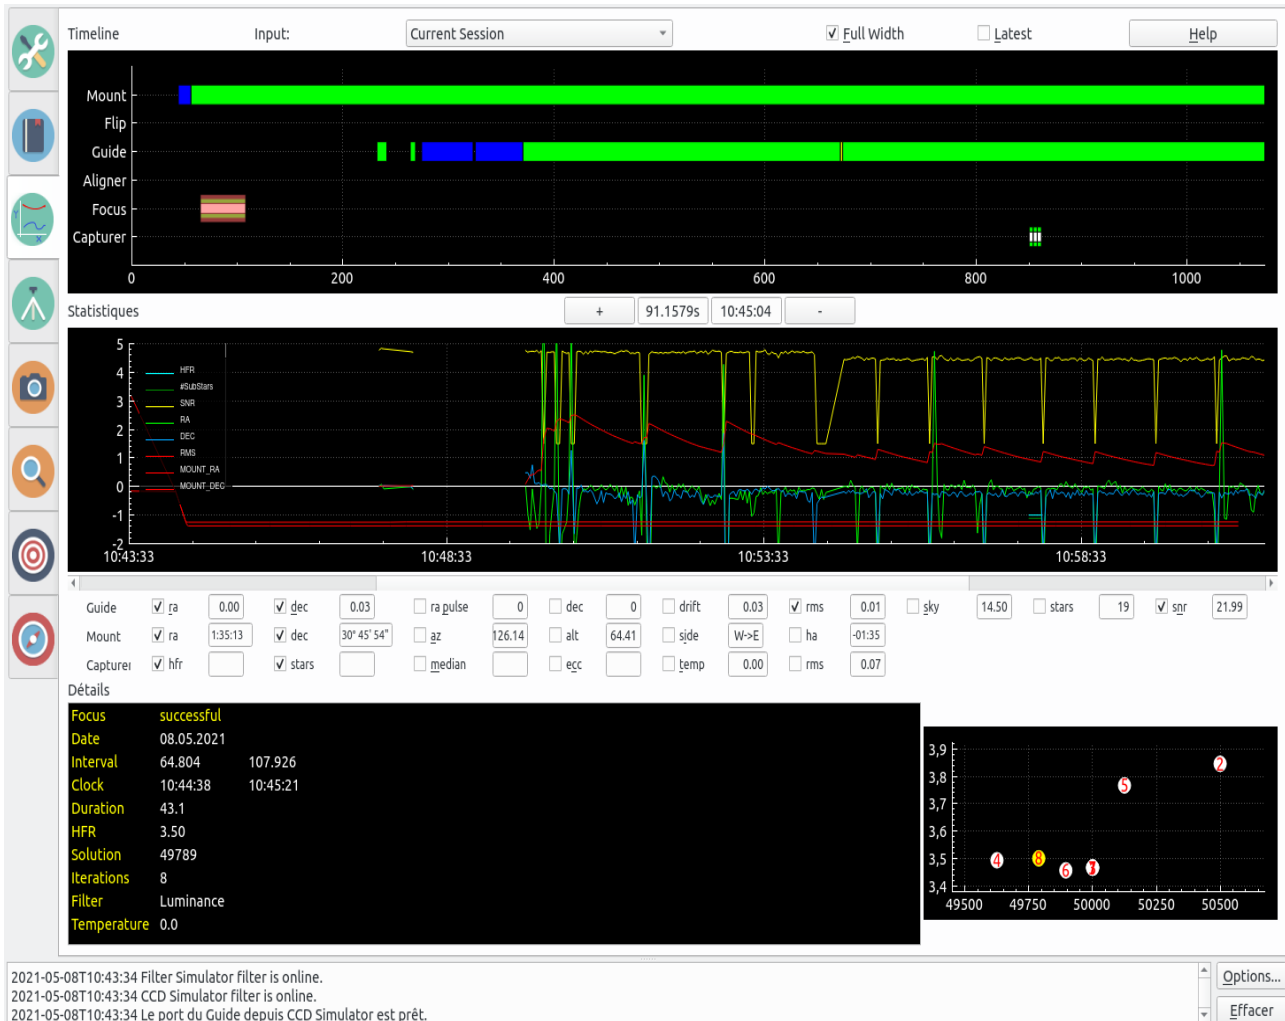 Timeline Input: Current Session Full Width Latest Help
Mount
Flip
Guide
Aligner
Focus
Capturer
0 200 400 600 800 1000
Statistiques + 91.1579s 10:45:04 -
5
4
3
2
1
0
-1
-2
HFR
#SubStars
SNR
RA
DEC
RMS
MOUNT_RA
MOUNT_DEC
10:43:33 10:48:33 10:53:33 10:58:33
Guide ra 0.00 dec 0.03 ra pulse 0 dec 0 drift 0.03 rms 0.01 sky 14.50 stars 19 snr 21.99
Mount ra 1:35:13 dec 30° 45' 54" az 126.14 alt 64.41 side W->E ha -01:35
Capturer hfr stars median ecc temp 0.00 rms 0.07
Détails
Focus successful
Date 08.05.2021
Interval 64.804 107.926
Clock 10:44:38 10:45:21
Duration 43.1
HFR 3.50
Solution 49789
Iterations 8
Filter Luminance
Temperature 0.0
3,9
3,8
3,7
3,6
3,5
3,4
2
5
4 8 6
49500 49750 50000 50250 50500
2021-05-08T10:43:34 Filter Simulator filter is online.
2021-05-08T10:43:34 CCD Simulator filter is online.
2021-05-08T10:43:34 Le port du Guide depuis CCD Simulator est prêt.
Options...
Effacer